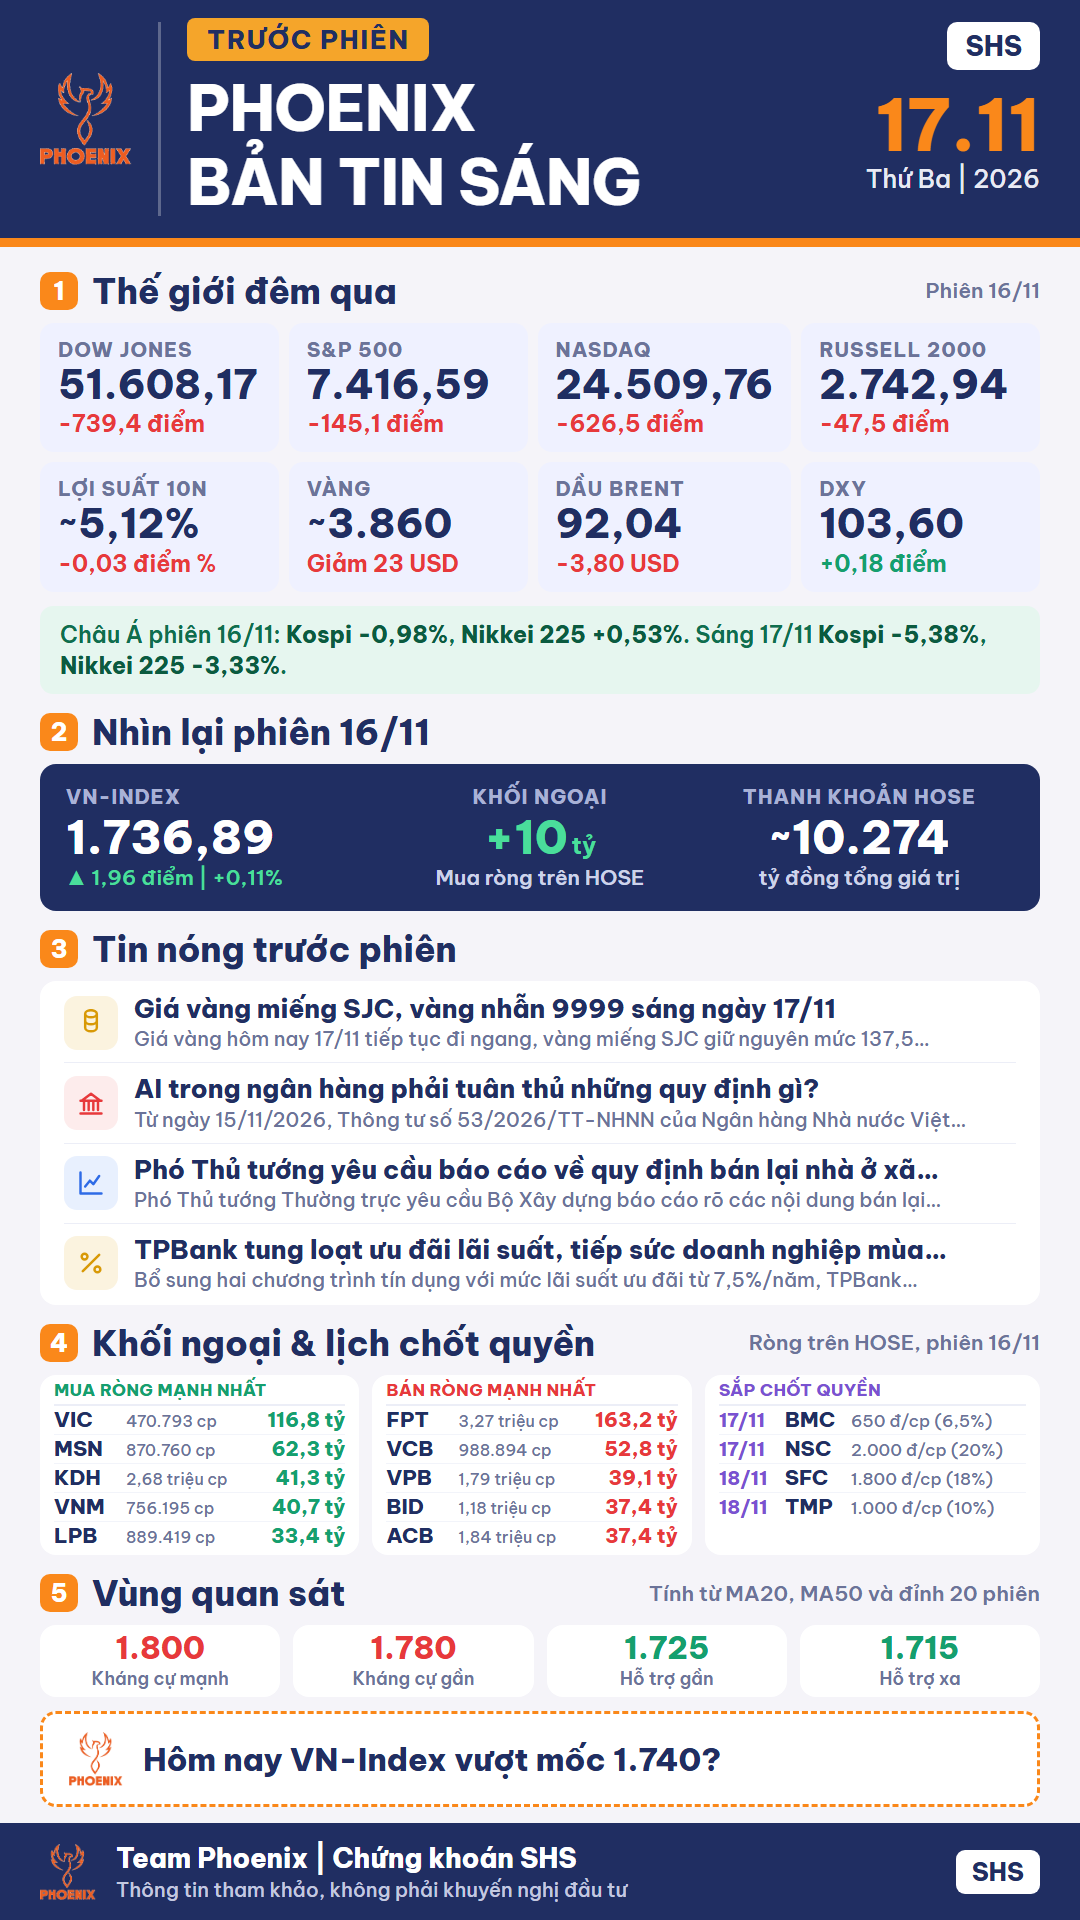 TRƯỚC PHIÊN
PHOENIX
BẢN TIN SÁNG
PHOENIX
SHS
17.11
Thứ Ba | 2026
1 Thế giới đêm qua
Phiên 16/11
DOW JONES
51.608,17
-739,4 điểm
S&P 500
7.416,59
-145,1 điểm
NASDAQ
24.509,76
-626,5 điểm
RUSSELL 2000
2.742,94
-47,5 điểm
LỢI SUẤT 10N
~5,12%
-0,03 điểm %
VÀNG
~3.860
Giảm 23 USD
DẦU BRENT
92,04
-3,80 USD
DXY
103,60
+0,18 điểm
Châu Á phiên 16/11: Kospi -0,98%, Nikkei 225 +0,53%. Sáng 17/11 Kospi -5,38%,
Nikkei 225 -3,33%.
2 Nhìn lại phiên 16/11
VN-INDEX
1.736,89
▲ 1,96 điểm | +0,11%
KHỐI NGOẠI
+10 tỷ
Mua ròng trên HOSE
THANH KHOẢN HOSE
~10.274
tỷ đồng tổng giá trị
3 Tin nóng trước phiên
Giá vàng miếng SJC, vàng nhẫn 9999 sáng ngày 17/11
Giá vàng hôm nay 17/11 tiếp tục đi ngang, vàng miếng SJC giữ nguyên mức 137,5...
AI trong ngân hàng phải tuân thủ những quy định gì?
Từ ngày 15/11/2026, Thông tư số 53/2026/TT-NHNN của Ngân hàng Nhà nước Việt...
Phó Thủ tướng yêu cầu báo cáo về quy định bán lại nhà ở xã...
Phó Thủ tướng Thường trực yêu cầu Bộ Xây dựng báo cáo rõ các nội dung bán lại...
TPBank tung loạt ưu đãi lãi suất, tiếp sức doanh nghiệp mùa...
Bổ sung hai chương trình tín dụng với mức lãi suất ưu đãi từ 7,5%/năm, TPBank...
4 Khối ngoại & lịch chốt quyền
Ròng trên HOSE, phiên 16/11
MUA RÒNG MẠNH NHẤT
VIC 470.793 cp 116,8 tỷ
MSN 870.760 cp 62,3 tỷ
KDH 2,68 triệu cp 41,3 tỷ
VNM 756.195 cp 40,7 tỷ
LPB 889.419 cp 33,4 tỷ
BÁN RÒNG MẠNH NHẤT
FPT 3,27 triệu cp 163,2 tỷ
VCB 988.894 cp 52,8 tỷ
VPB 1,79 triệu cp 39,1 tỷ
BID 1,18 triệu cp 37,4 tỷ
ACB 1,84 triệu cp 37,4 tỷ
SẮP CHỐT QUYỀN
17/11 BMC 650 đ/cp (6,5%)
17/11 NSC 2.000 đ/cp (20%)
18/11 SFC 1.800 đ/cp (18%)
18/11 TMP 1.000 đ/cp (10%)
5 Vùng quan sát
Tính từ MA20, MA50 và đỉnh 20 phiên
1.800
Kháng cự mạnh
1.780
Kháng cự gần
1.725
Hỗ trợ gần
1.715
Hỗ trợ xa
PHOENIX
Hôm nay VN-Index vượt mốc 1.740?
PHOENIX
Team Phoenix | Chứng khoán SHS
Thông tin tham khảo, không phải khuyến nghị đầu tư
SHS